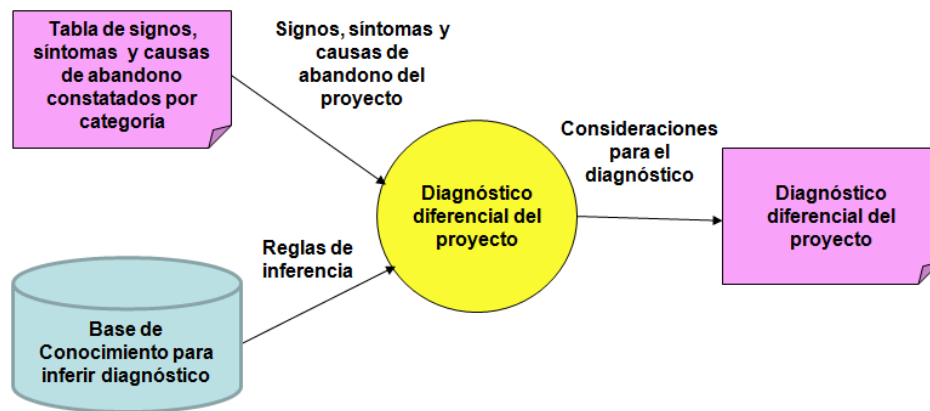 Tabla de signos,
síntomas y causas
de abandono
constatados por
categoría
Signos, síntomas y
causas de
abandono del
proyecto
Diagnóstico
diferencial del
proyecto
Consideraciones
para el
diagnóstico
Diagnóstico
diferencial del
proyecto
Reglas de
inferencia
Base de
Conocimiento para
inferir diagnóstico